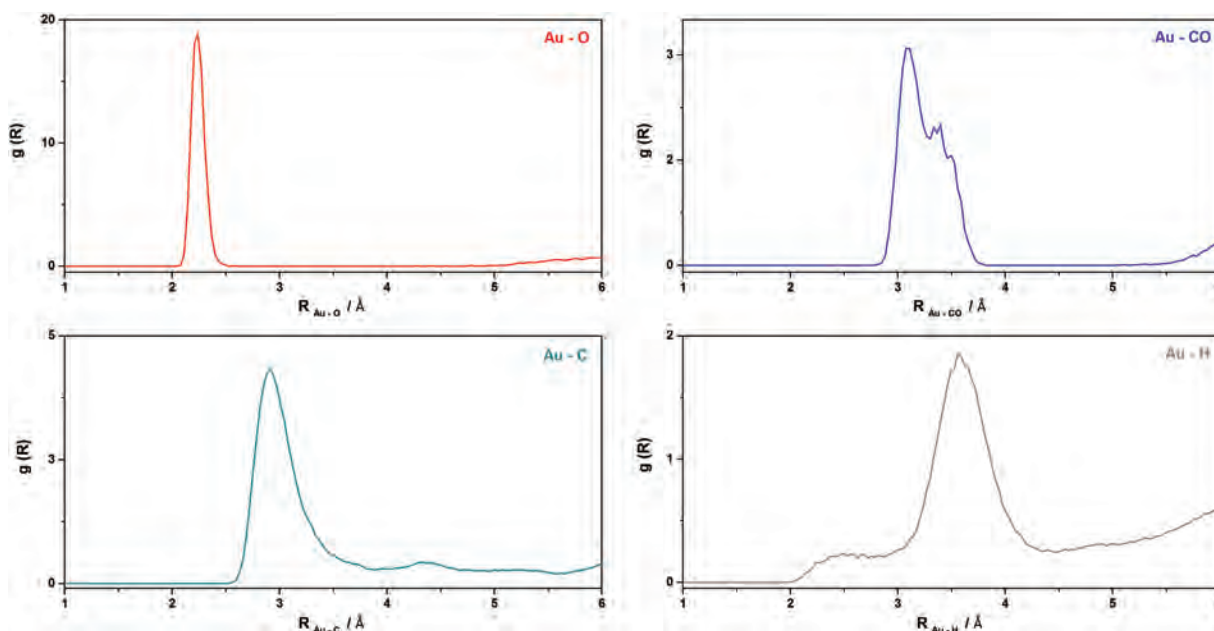 Au - O
g (R)
20
10
0
1 2 3 4 5 6
R Au - O / Å
Au - CO
g (R)
3
2
0
1 2 3 4 5
R Au - CO / Å
Au - C
g (R)
5
3
0
1 2 3 4 5 6
R Au - C / Å
Au - H
g (R)
2
1
0
1 2 3 4 5
R Au - H / Å